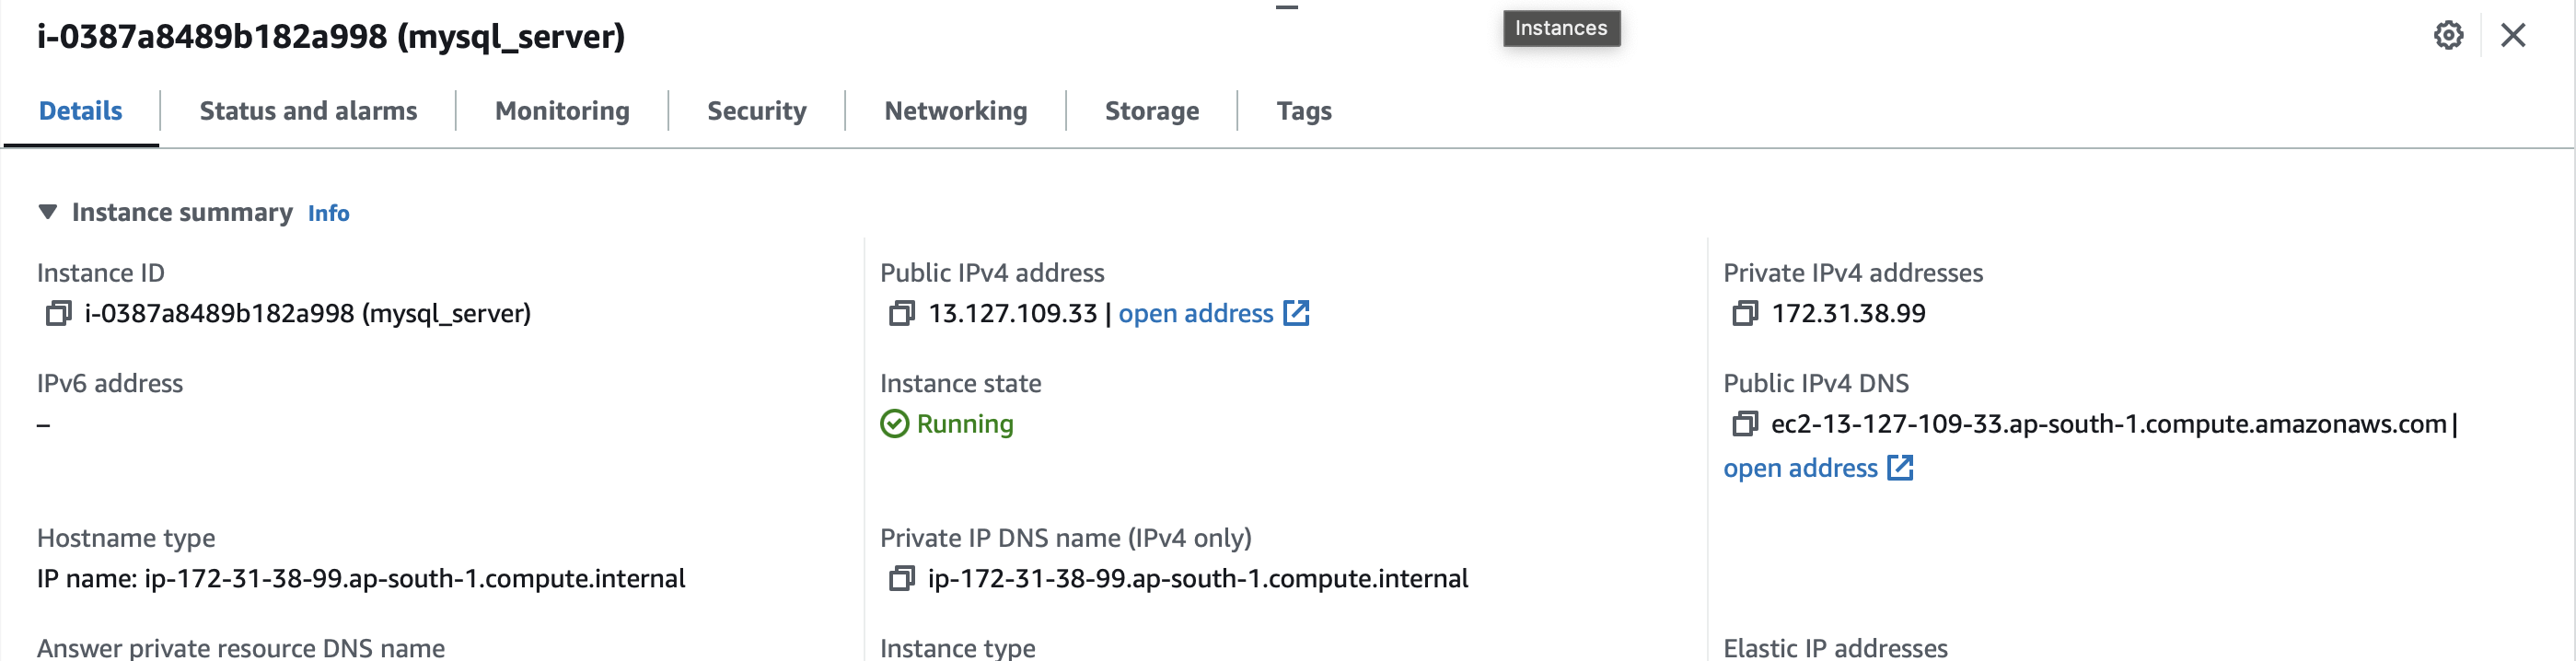 i-0387a8489b182a998 (mysql_server)
Instances
Details
Status and alarms
Monitoring
Security
Networking
Storage
Tags
Instance summary Info
Instance ID
i-0387a8489b182a998 (mysql_server)
Public IPv4 address
13.127.109.33 | open address
Private IPv4 addresses
172.31.38.99
IPv6 address
–
Instance state
Running
Public IPv4 DNS
ec2-13-127-109-33.ap-south-1.compute.amazonaws.com |
open address
Hostname type
IP name: ip-172-31-38-99.ap-south-1.compute.internal
Private IP DNS name (IPv4 only)
ip-172-31-38-99.ap-south-1.compute.internal
Answer private resource DNS name
Instance type
Elastic IP addresses